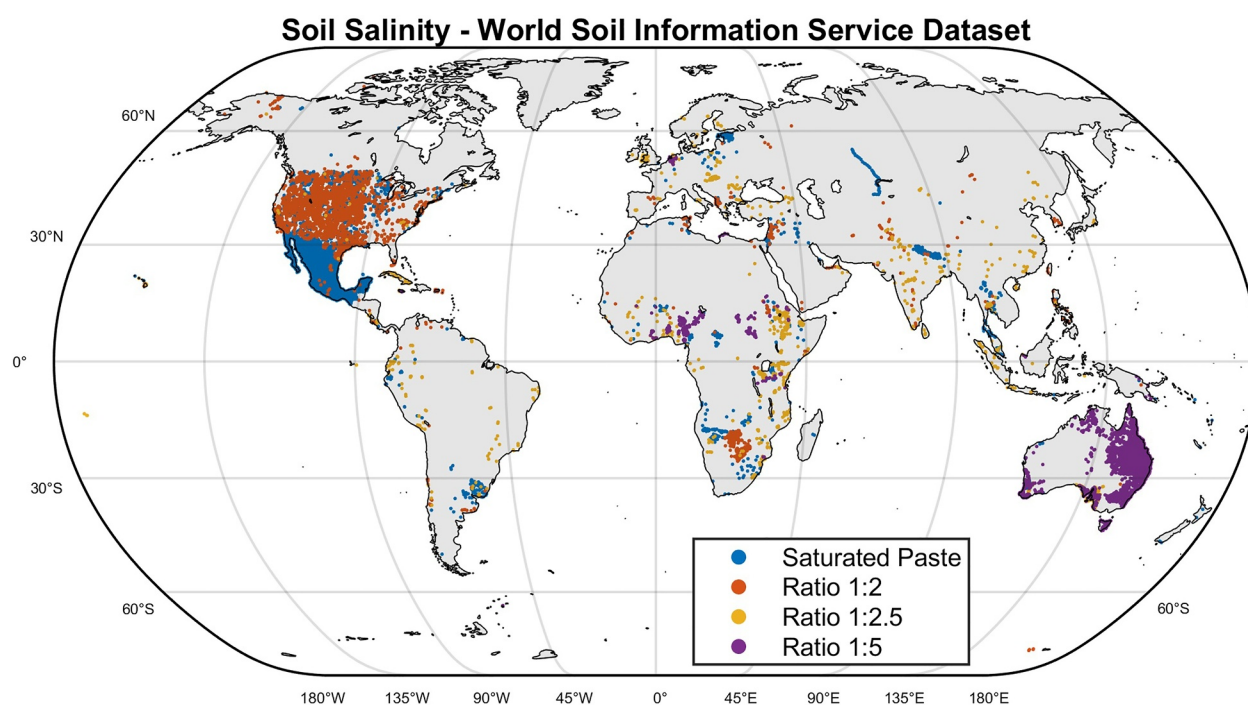 Soil Salinity - World Soil Information Service Dataset
60°N
30°N
0°
30°S
60°S
60°S
Saturated Paste
Ratio 1:2
Ratio 1:2.5
Ratio 1:5
180°W 135°W 90°W 45°W 0° 45°E 90°E 135°E 180°E